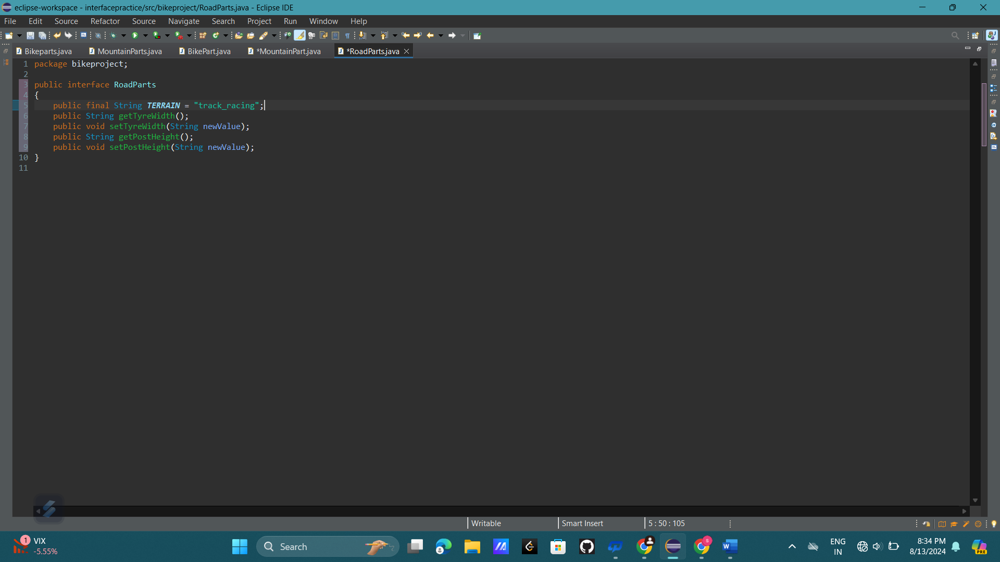 eclipse-workspace - interfacepractice/src/bikeproject/RoadParts.java - Eclipse IDE
File Edit Source Refactor Source Navigate Search Project Run Window Help
Bikeparts.java MountainParts.java BikePart.java *MountainPart.java *RoadParts.java
1 package bikeproject;
2
3 public interface RoadParts
4 {
5 public final String TERRAIN = "track_racing";
6 public String getTyreWidth();
7 public void setTyreWidth(String newValue);
8 public String getPostHeight();
9 public void setPostHeight(String newValue);
10 }
11
Writable Smart Insert 5 : 50 : 105
1 VIX
-5.55%
Search
ENG
IN
8:34 PM
8/13/2024
PRE